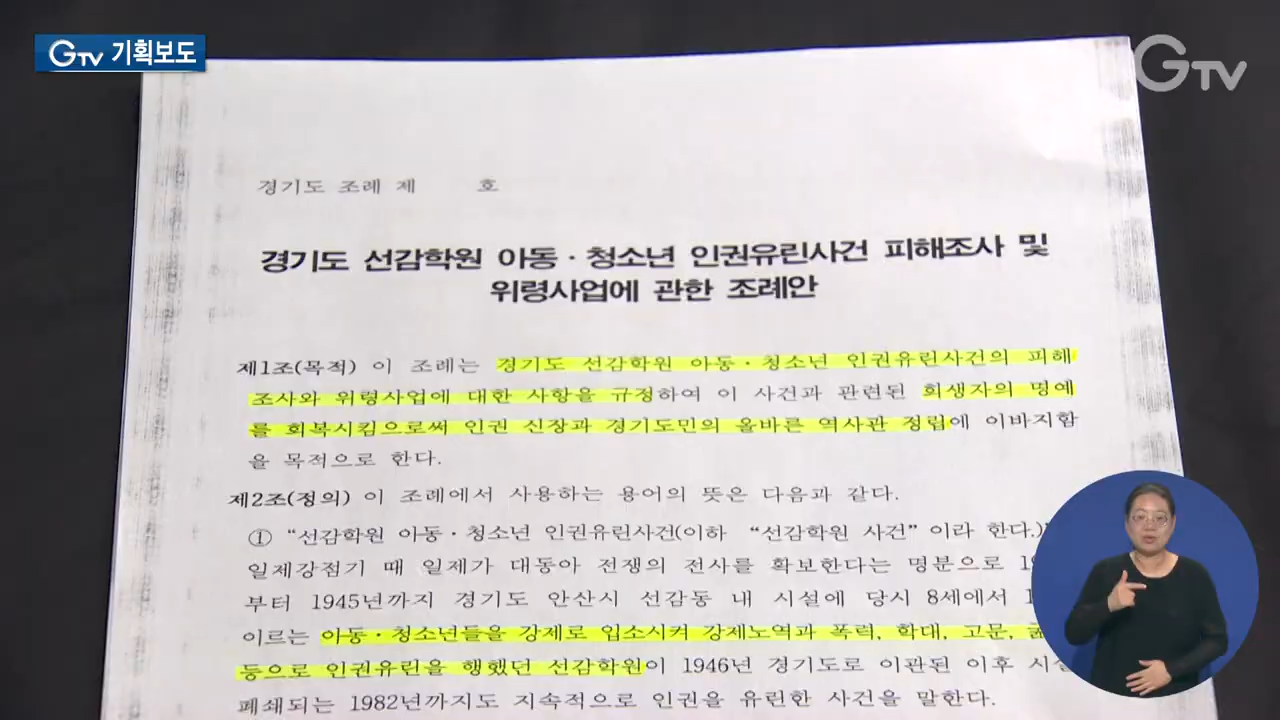 GTV 기획보도
GTV
경기도 조례 제 호
경기도 선감학원 아동·청소년 인권유린사건 피해조사 및
위령사업에 관한 조례안
제1조(목적) 이 조례는 경기도 선감학원 아동·청소년 인권유린사건의 피해
조사와 위령사업에 대한 사항을 규정하여 이 사건과 관련된 희생자의 명예
를 회복시킴으로써 인권 신장과 경기도민의 올바른 역사관 정립에 이바지함
을 목적으로 한다.
제2조(정의) 이 조례에서 사용하는 용어의 뜻은 다음과 같다.
① “선감학원 아동·청소년 인권유린사건(이하 “선감학원 사건” 이라 한다.)
일제강점기 때 일제가 대동아 전쟁의 전사를 확보한다는 명분으로
부터 1945년까지 경기도 안산시 선감동 내 시설에 당시 8세에서
이르는 아동·청소년들을 강제로 입소시켜 강제노역과 폭력, 학대, 고문,
등으로 인권유린을 행했던 선감학원이 1946년 경기도로 이관된 이후
폐쇄되는 1982년까지도 지속적으로 인권을 유린한 사건을 말한다.